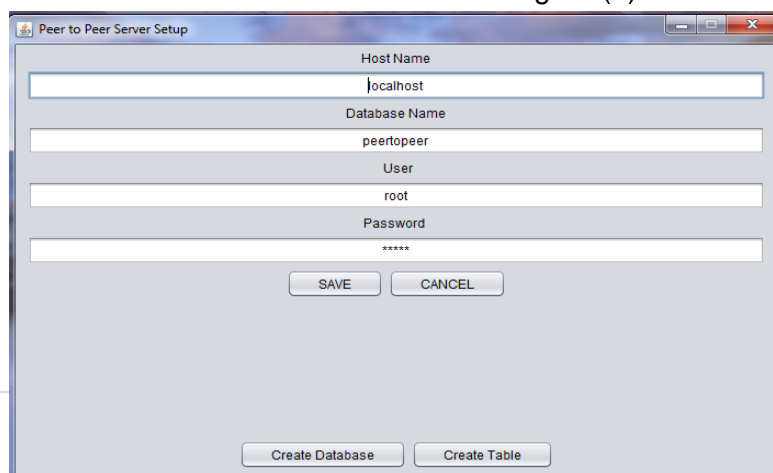 Peer to Peer Server Setup
Host Name
localhost
Database Name
peertopeer
User
root
Password
*****
SAVE CANCEL
Create Database Create Table